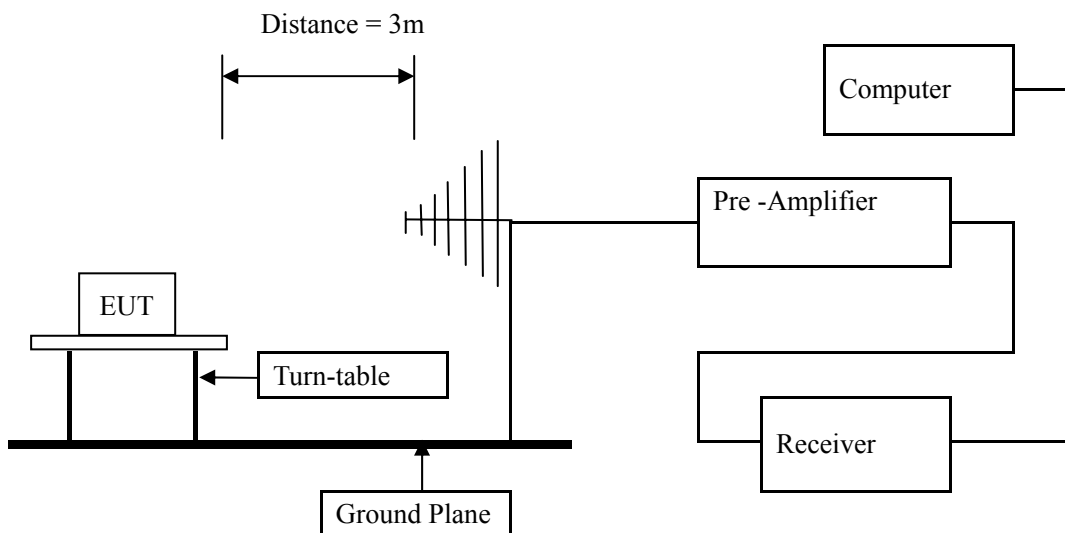 Distance = 3m
Computer
Pre -Amplifier
EUT
Turn-table
Receiver
Ground Plane